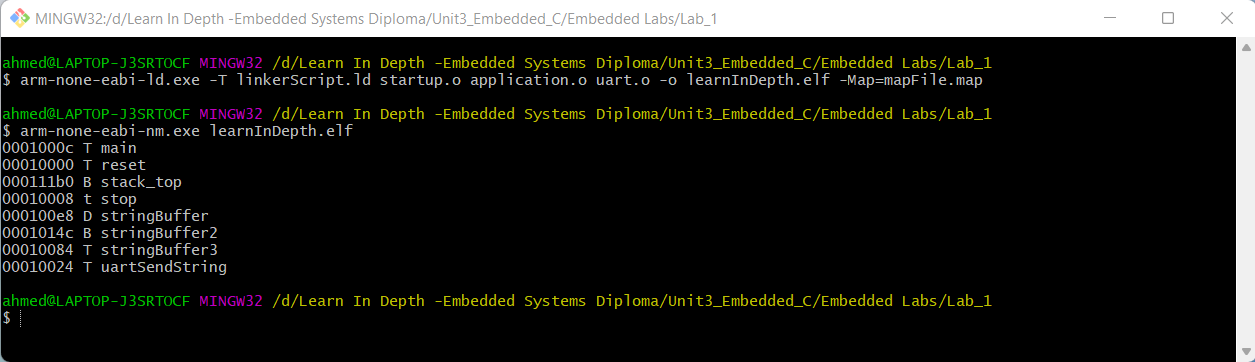 MINGW32:/d/Learn In Depth -Embedded Systems Diploma/Unit3_Embedded_C/Embedded Labs/Lab_1
ahmed@LAPTOP-J3SRTOCF MINGW32 /d/Learn In Depth -Embedded Systems Diploma/Unit3_Embedded_C/Embedded Labs/Lab_1
$ arm-none-eabi-ld.exe -T linkerScript.ld startup.o application.o uart.o -o learnInDepth.elf -Map=mapFile.map
ahmed@LAPTOP-J3SRTOCF MINGW32 /d/Learn In Depth -Embedded Systems Diploma/Unit3_Embedded_C/Embedded Labs/Lab_1
$ arm-none-eabi-nm.exe learnInDepth.elf
0001000c T main
00010000 T reset
000111b0 B stack_top
00010008 t stop
000100e8 D stringBuffer
0001014c B stringBuffer2
00010084 T stringBuffer3
00010024 T uartSendString
ahmed@LAPTOP-J3SRTOCF MINGW32 /d/Learn In Depth -Embedded Systems Diploma/Unit3_Embedded_C/Embedded Labs/Lab_1
$